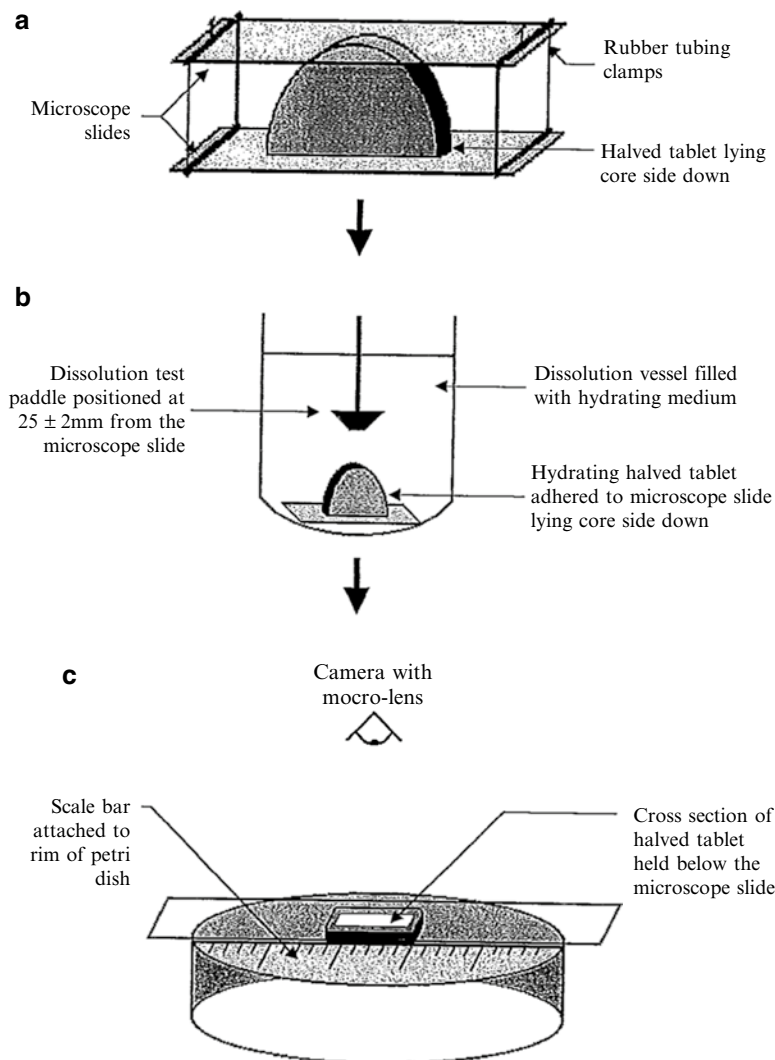 a
Rubber tubing
clamps
Microscope
slides
Halved tablet lying
core side down
b
Dissolution test
paddle positioned at
25 ± 2mm from the
microscope slide
Dissolution vessel filled
with hydrating medium
Hydrating halved tablet
adhered to microscope slide
lying core side down
c
Camera with
mocro-lens
Scale bar
attached to
rim of petri
dish
Cross section of
halved tablet
held below the
microscope slide